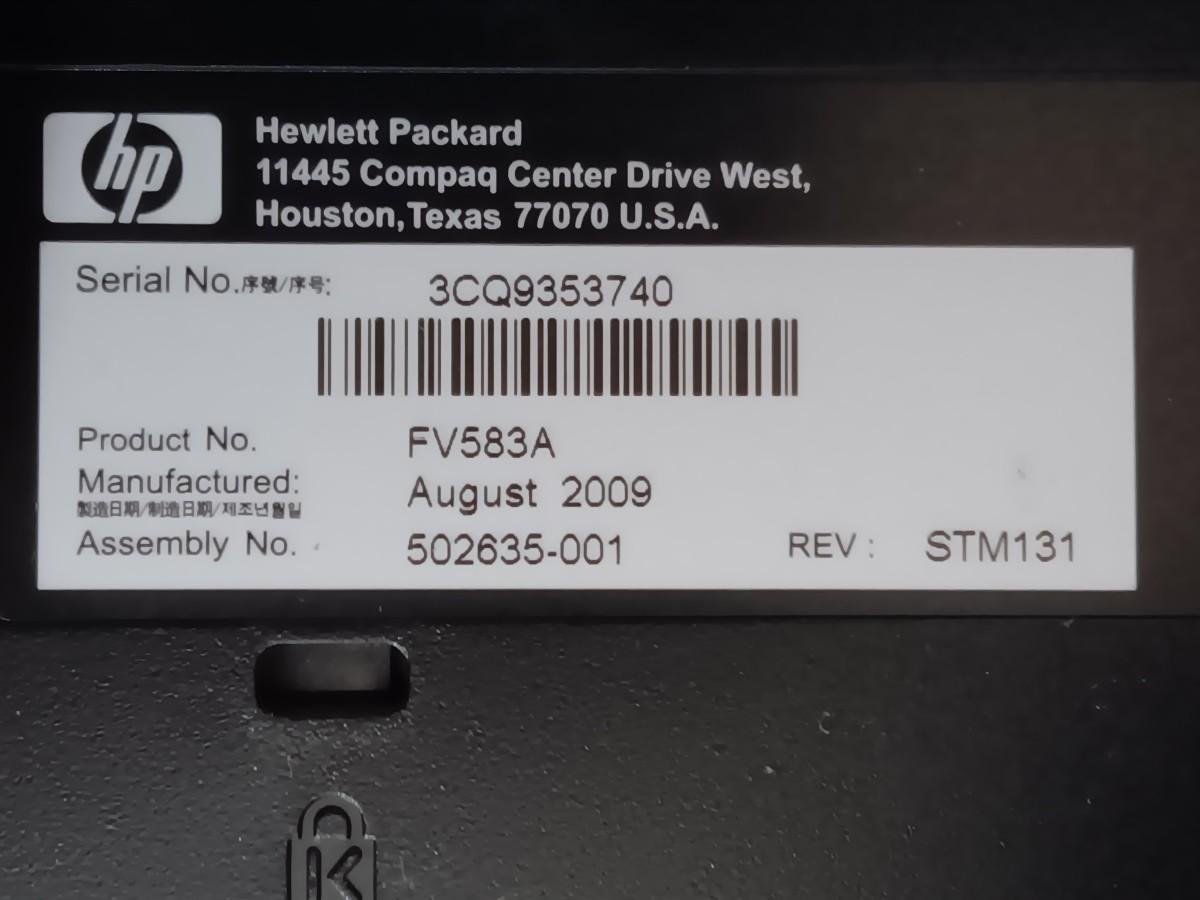 hp
Hewlett Packard
11445 Compaq Center Drive West,
Houston, Texas 77070 U.S.A.
Serial No.序號/序号: 3CQ9353740
Product No. FV583A
Manufactured: August 2009
製造日期/制造日期/제조년월일
Assembly No. 502635-001 REV : STM131
K